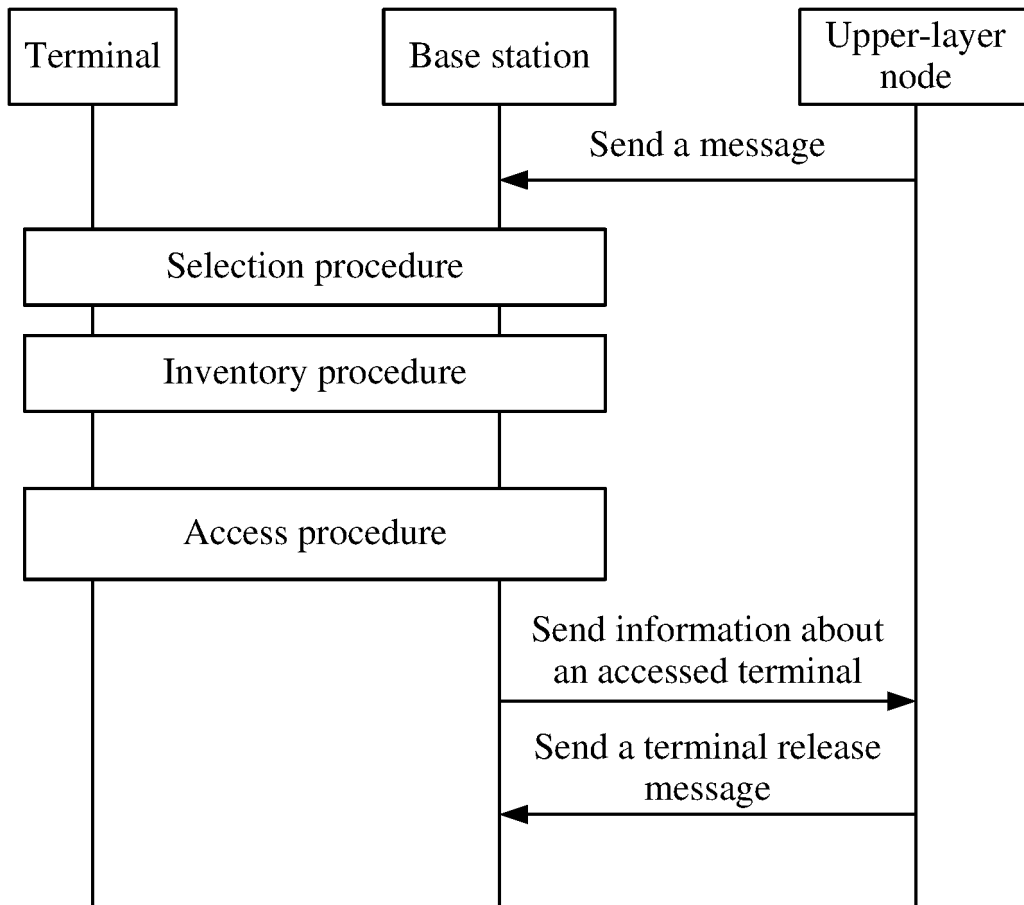 Terminal
Base station
Upper-layer
node
Send a message
Selection procedure
Inventory procedure
Access procedure
Send information about
an accessed terminal
Send a terminal release
message